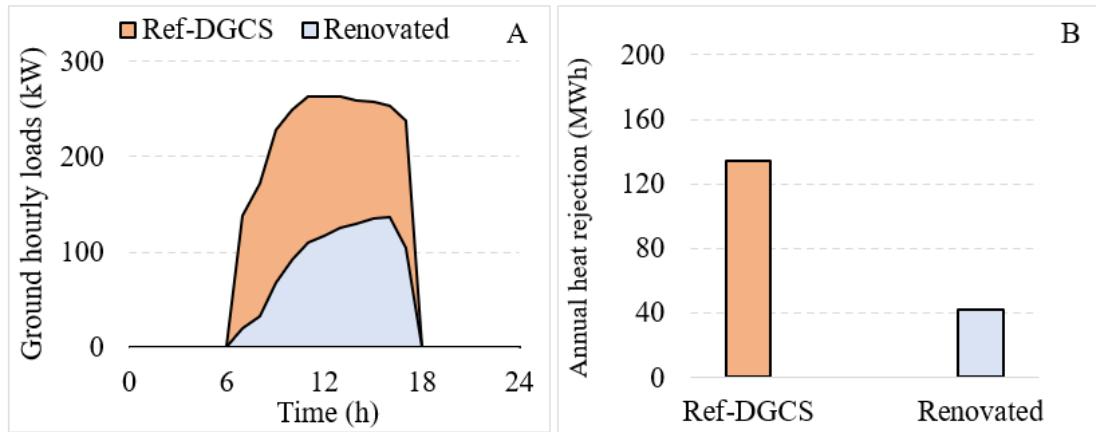 Ref-DGCS Renovated
A
Ground hourly loads (kW)
300
200
100
0
0 6 12 18 24
Time (h)
B
Annual heat rejection (MWh)
200
160
120
80
40
0
Ref-DGCS Renovated